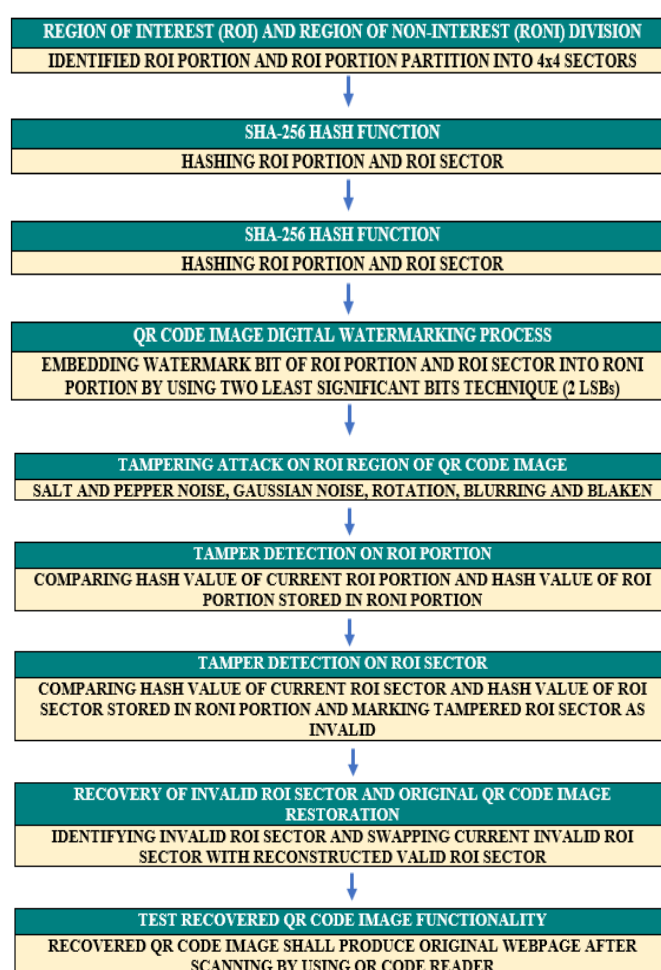 REGION OF INTEREST (ROI) AND REGION OF NON-INTEREST (RONI) DIVISION
IDENTIFIED ROI PORTION AND ROI PORTION PARTITION INTO 4x4 SECTORS
SHA-256 HASH FUNCTION
HASHING ROI PORTION AND ROI SECTOR
SHA-256 HASH FUNCTION
HASHING ROI PORTION AND ROI SECTOR
QR CODE IMAGE DIGITAL WATERMARKING PROCESS
EMBEDDING WATERMARK BIT OF ROI PORTION AND ROI SECTOR INTO RONI
PORTION BY USING TWO LEAST SIGNIFICANT BITS TECHNIQUE (2 LSBs)
TAMPERING ATTACK ON ROI REGION OF QR CODE IMAGE
SALT AND PEPPER NOISE, GAUSSIAN NOISE, ROTATION, BLURRING AND BLAKEN
TAMPER DETECTION ON ROI PORTION
COMPARING HASH VALUE OF CURRENT ROI PORTION AND HASH VALUE OF ROI
PORTION STORED IN RONI PORTION
TAMPER DETECTION ON ROI SECTOR
COMPARING HASH VALUE OF CURRENT ROI SECTOR AND HASH VALUE OF ROI
SECTOR STORED IN RONI PORTION AND MARKING TAMPERED ROI SECTOR AS
INVALID
RECOVERY OF INVALID ROI SECTOR AND ORIGINAL QR CODE IMAGE
RESTORATION
IDENTIFYING INVALID ROI SECTOR AND SWAPPING CURRENT INVALID ROI
SECTOR WITH RECONSTRUCTED VALID ROI SECTOR
TEST RECOVERED QR CODE IMAGE FUNCTIONALITY
RECOVERED QR CODE IMAGE SHALL PRODUCE ORIGINAL WEBPAGE AFTER
SCANNING BY USING QR CODE READER